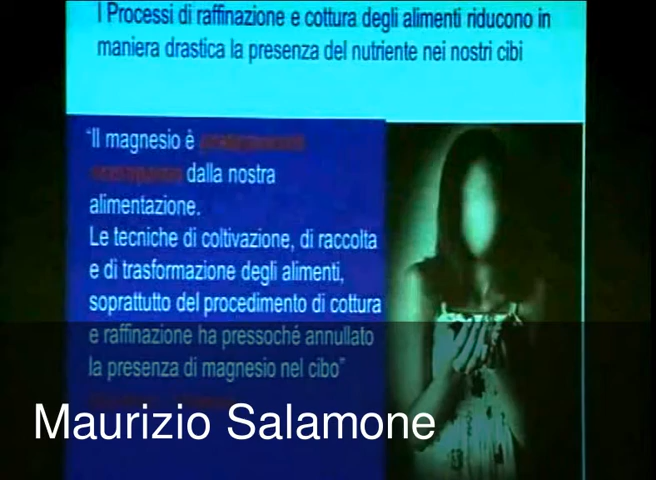 I Processi di raffinazione e cottura degli alimenti riducono in
maniera drastica la presenza del nutriente nei nostri cibi
“Il magnesio è
dalla nostra
alimentazione.
Le tecniche di coltivazione, di raccolta
e di trasformazione degli alimenti,
soprattutto del procedimento di cottura
e raffinazione ha pressoché annullato
la presenza di magnesio nel cibo”
Maurizio Salamone